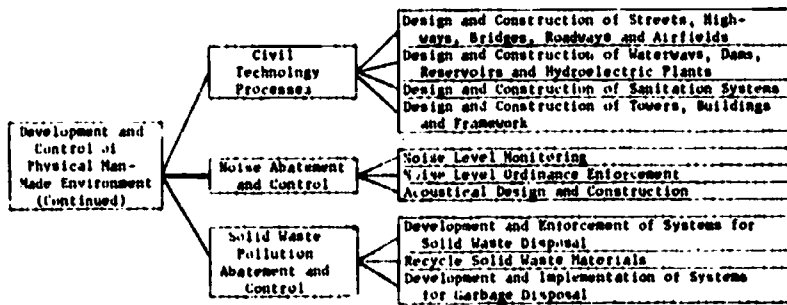 Development and
Control of
Physical Man-
Made Environment
(Continued)
Civil
Technology
Processes
Design and Construction of Streets, High-
ways, Bridges, Roadways and Airfields
Design and Construction of Waterways, Dams,
Reservoirs and Hydroelectric Plants
Design and Construction of Sanitation Systems
Design and Construction of Towers, Buildings
and Framework
Noise Abatement
and Control
Noise Level Monitoring
Noise Level Ordinance Enforcement
Acoustical Design and Construction
Solid Waste
Pollution
Abatement and
Control
Development and Enforcement of Systems for
Solid Waste Disposal
Recycle Solid Waste Materials
Development and Implementation of Systems
for Garbage Disposal